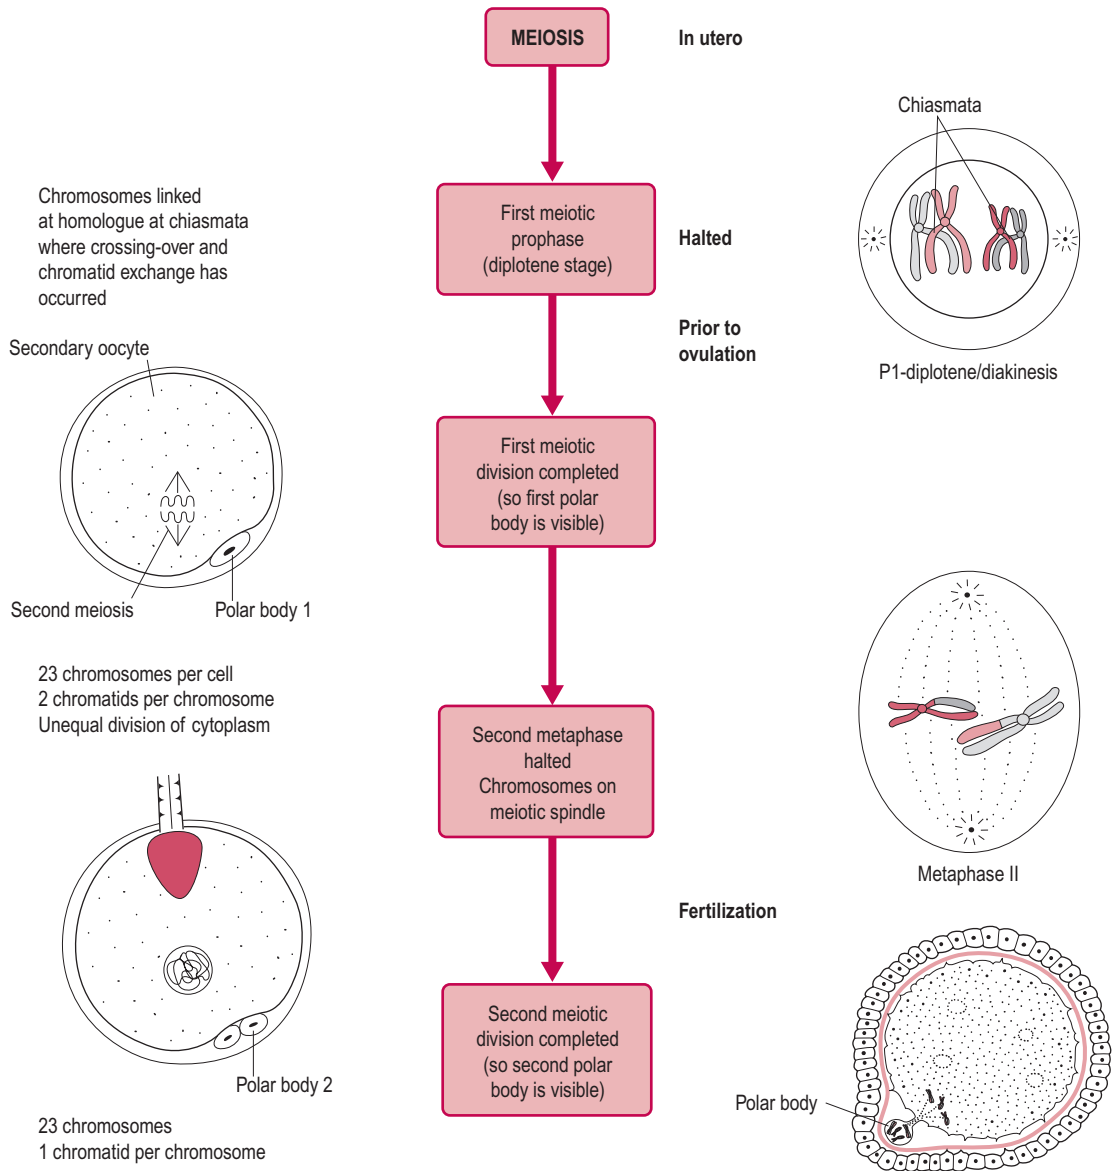 MEIOSIS
In utero
Chiasmata
Chromosomes linked
at homologue at chiasmata
where crossing-over and
chromatid exchange has
occurred
First meiotic
prophase
(diplotene stage)
Halted
Prior to
ovulation
P1-diplotene/diakinesis
Secondary oocyte
First meiotic
division completed
(so first polar
body is visible)
Second meiosis
Polar body 1
23 chromosomes per cell
2 chromatids per chromosome
Unequal division of cytoplasm
Second metaphase
halted
Chromosomes on
meiotic spindle
Metaphase II
Fertilization
Second meiotic
division completed
(so second polar
body is visible)
Polar body 2
Polar body
23 chromosomes
1 chromatid per chromosome